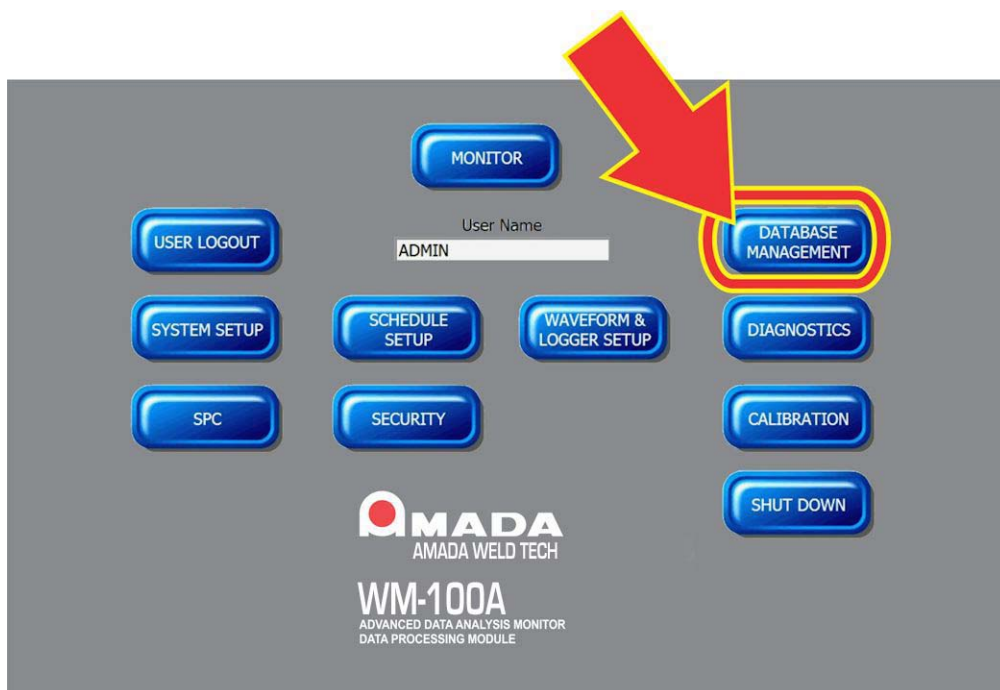 MONITOR
USER LOGOUT
User Name
ADMIN
DATABASE
MANAGEMENT
SYSTEM SETUP
SCHEDULE
SETUP
WAVEFORM &
LOGGER SETUP
DIAGNOSTICS
SPC
SECURITY
CALIBRATION
SHUT DOWN
AMADA
AMADA WELD TECH
WM-100A
ADVANCED DATA ANALYSIS MONITOR
DATA PROCESSING MODULE